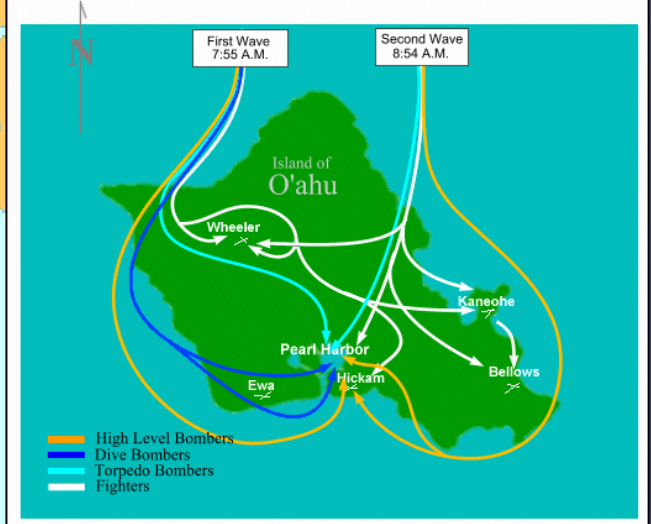 N
First Wave
7:55 A.M.
Second Wave
8:54 A.M.
Island of
O'ahu
Wheeler
Kaneohe
Pearl Harbor
Bellows
Hickam
Ewa
High Level Bombers
Dive Bombers
Torpedo Bombers
Fighters